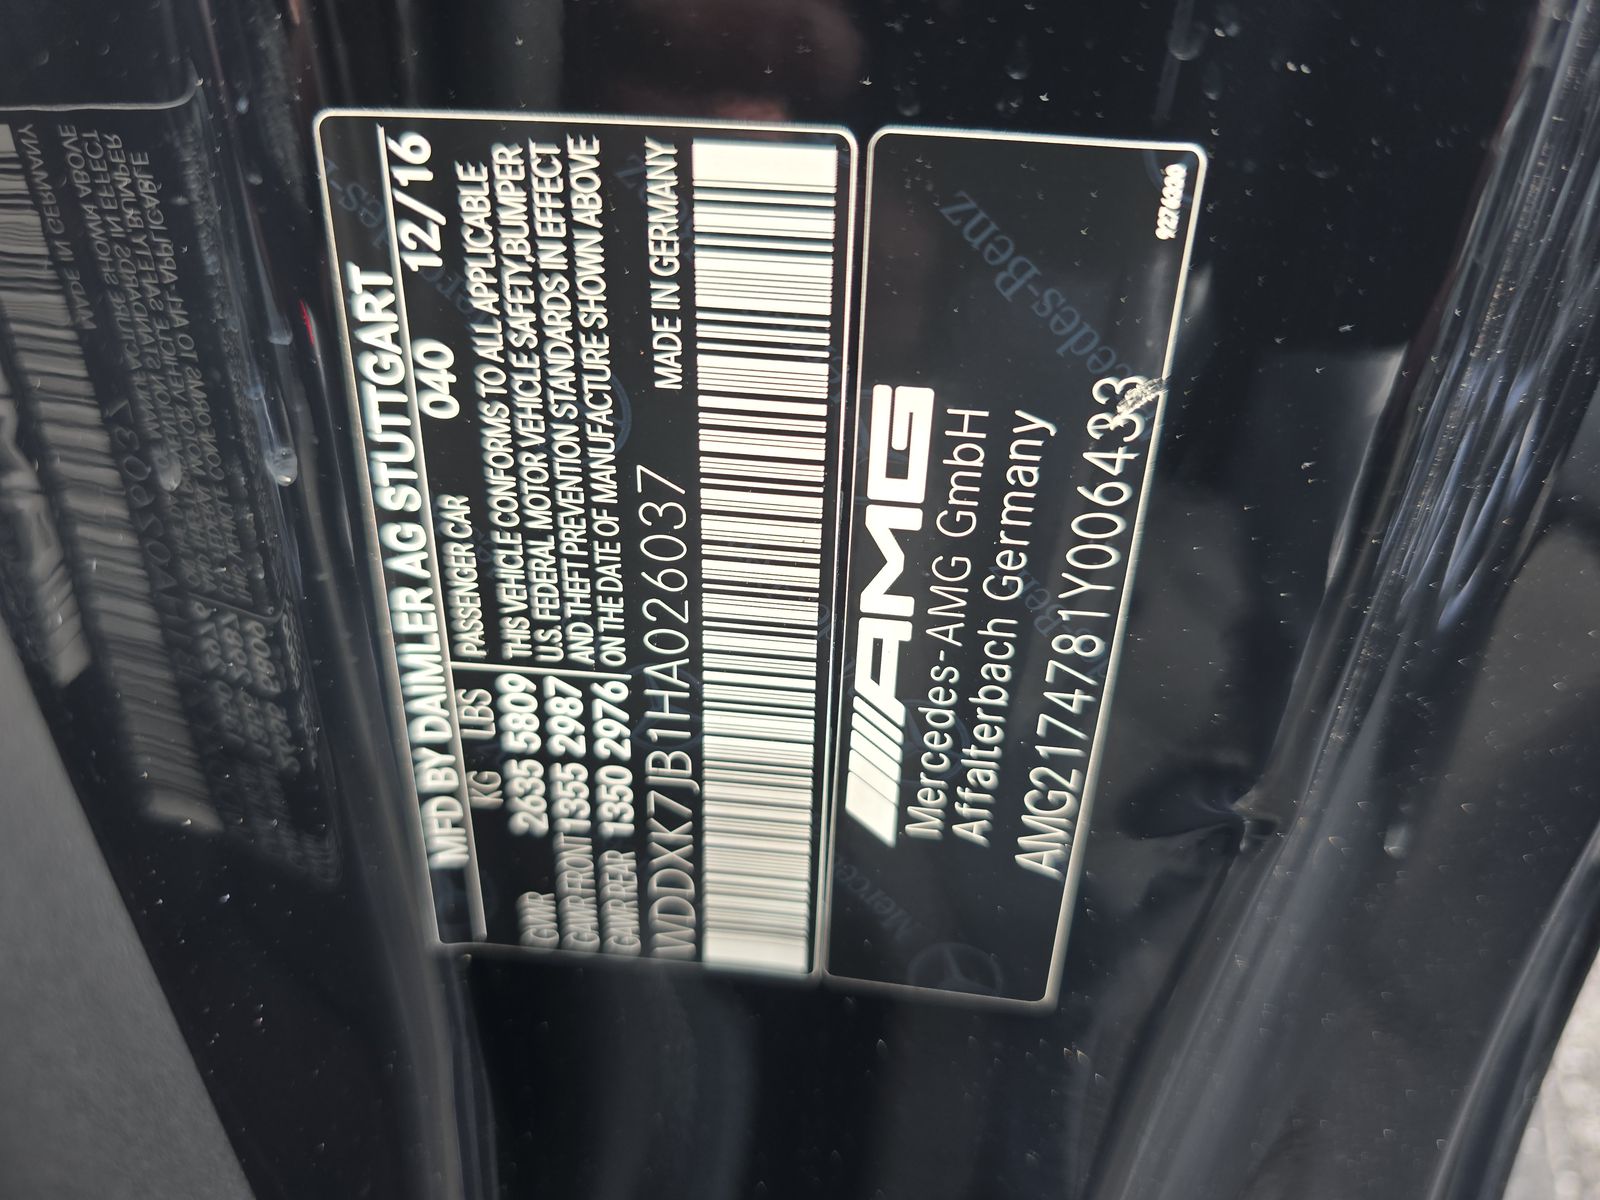 MFD BY DAIMLER AG STUTTGART
040 12/16
KG LBS PASSENGER CAR
GVWR 2635 5809
GAWR FRONT 1355 2987
GAWR REAR 1350 2976
THIS VEHICLE CONFORMS TO ALL APPLICABLE
U.S. FEDERAL MOTOR VEHICLE SAFETY,BUMPER
AND THEFT PREVENTION STANDARDS IN EFFECT
ON THE DATE OF MANUFACTURE SHOWN ABOVE
WDDXK7JB1HA026037 MADE IN GERMANY
AMG
Mercedes-AMG GmbH
Affalterbach Germany
AMG2174781Y006433
Mercedes-Benz